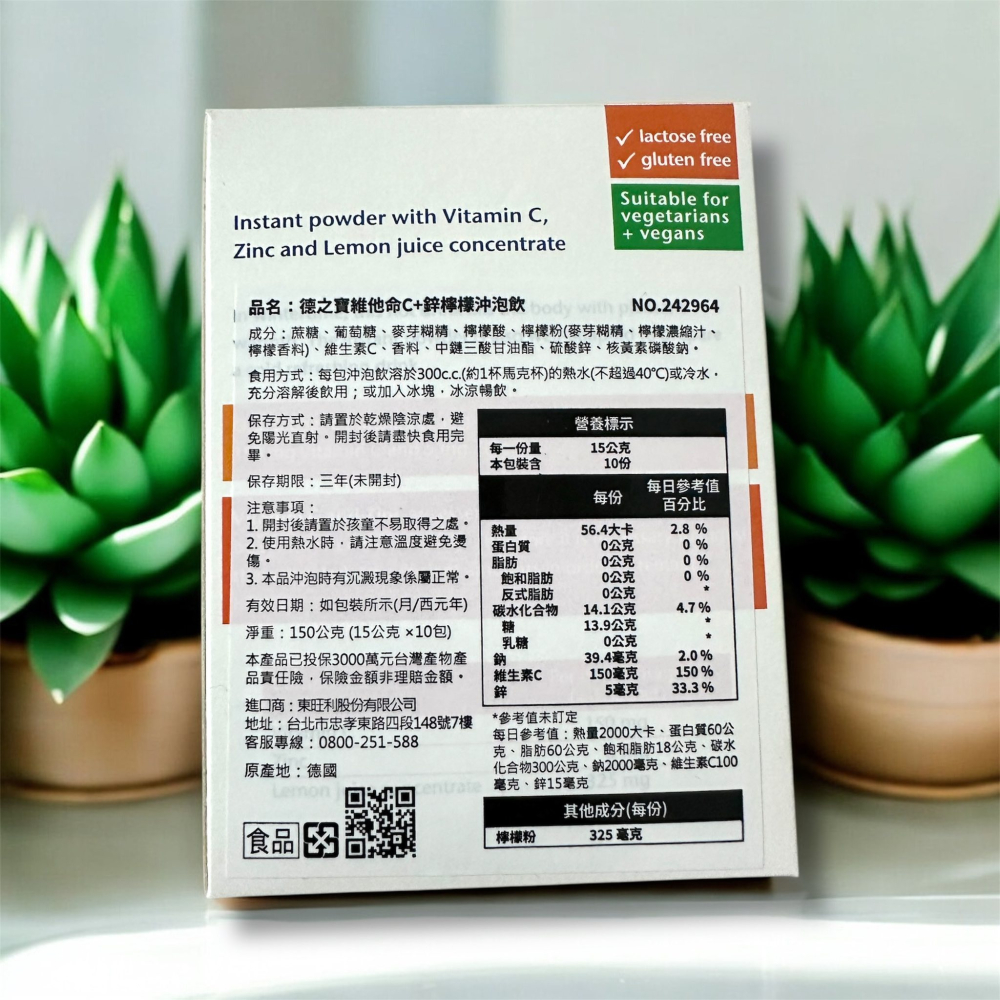 ✓ lactose free
✓ gluten free
Suitable for
vegetarians
+ vegans
Instant powder with Vitamin C,
Zinc and Lemon juice concentrate
品名：德之寶維他命C+鋅檸檬沖泡飲 NO.242964
成分：蔗糖、葡萄糖、麥芽糊精、檸檬酸、檸檬粉(麥芽糊精、檸檬濃縮汁、
檸檬香料)、維生素C、香料、中鏈三酸甘油酯、硫酸鋅、核黃素磷酸鈉。
食用方式：每包沖泡飲溶於300c.c.(約1杯馬克杯)的熱水(不超過40℃)或冷水，
充分溶解後飲用；或加入冰塊，冰涼暢飲。
保存方式：請置於乾燥陰涼處，避
免陽光直射。開封後請盡快食用完
畢。
保存期限：三年(未開封)
注意事項：
1. 開封後請置於孩童不易取得之處。
2. 使用熱水時，請注意溫度避免燙
傷。
3. 本品沖泡時有沉澱現象係屬正常。
有效日期：如包裝所示(月/西元年)
淨重：150公克 (15公克 ×10包)
本產品已投保3000萬元台灣產物產
品責任險，保險金額非理賠金額。
進口商：東旺利股份有限公司
地址：台北市忠孝東路四段148號7樓
客服專線：0800-251-588
原產地：德國
食品
營養標示
每一份量 15公克
本包裝含 10份
每份 每日參考值
百分比
熱量 56.4大卡 2.8 %
蛋白質 0公克 0 %
脂肪 0公克 0 %
飽和脂肪 0公克 0 %
反式脂肪 0公克 *
碳水化合物 14.1公克 4.7 %
糖 13.9公克 *
乳糖 0公克 *
鈉 39.4毫克 2.0 %
維生素C 150毫克 150 %
鋅 5毫克 33.3 %
*參考值未訂定
每日參考值：熱量2000大卡、蛋白質60公
克、脂肪60公克、飽和脂肪18公克、碳水
化合物300公克、鈉2000毫克、維生素C100
毫克、鋅15毫克
其他成分(每份)
檸檬粉 325 毫克